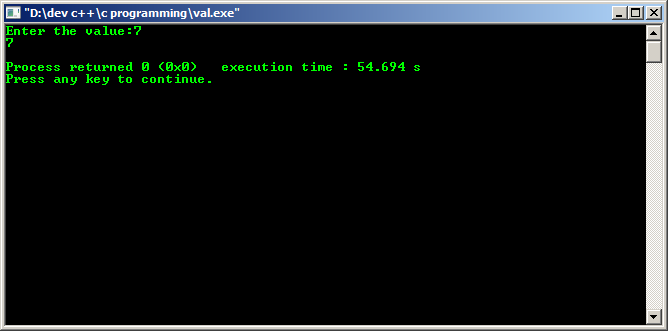 "D:\dev c++\c programming\val.exe"
Enter the value:7
7
Process returned 0 (0x0)   execution time : 54.694 s
Press any key to continue.